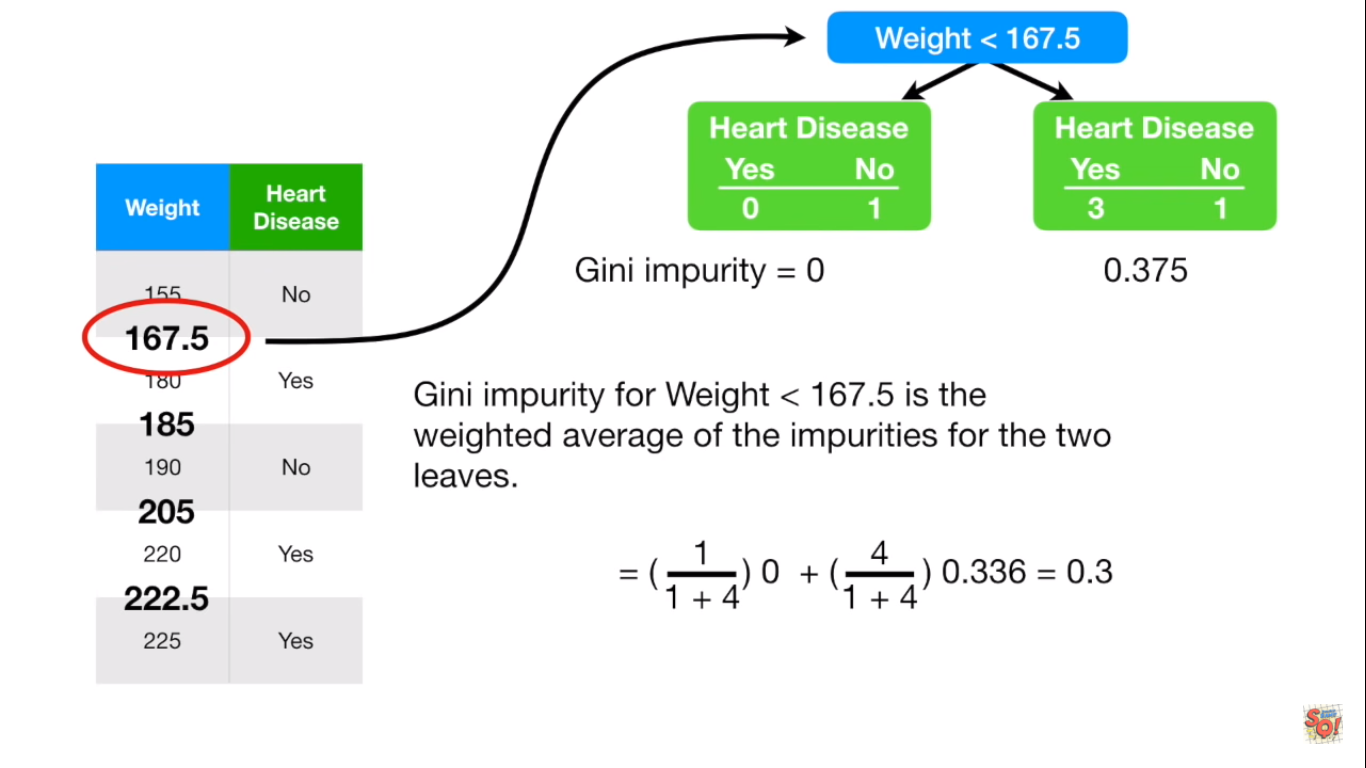 Weight < 167.5
Heart Disease
Yes No
0 1
Heart Disease
Yes No
3 1
Gini impurity = 0
0.375
Weight
Heart
Disease
155 No
167.5
180 Yes
185
190 No
205
220 Yes
222.5
225 Yes
Gini impurity for Weight < 167.5 is the
weighted average of the impurities for the two
leaves.
= ( 1 / 1 + 4 ) 0 + ( 4 / 1 + 4 ) 0.336 = 0.3
SQ!